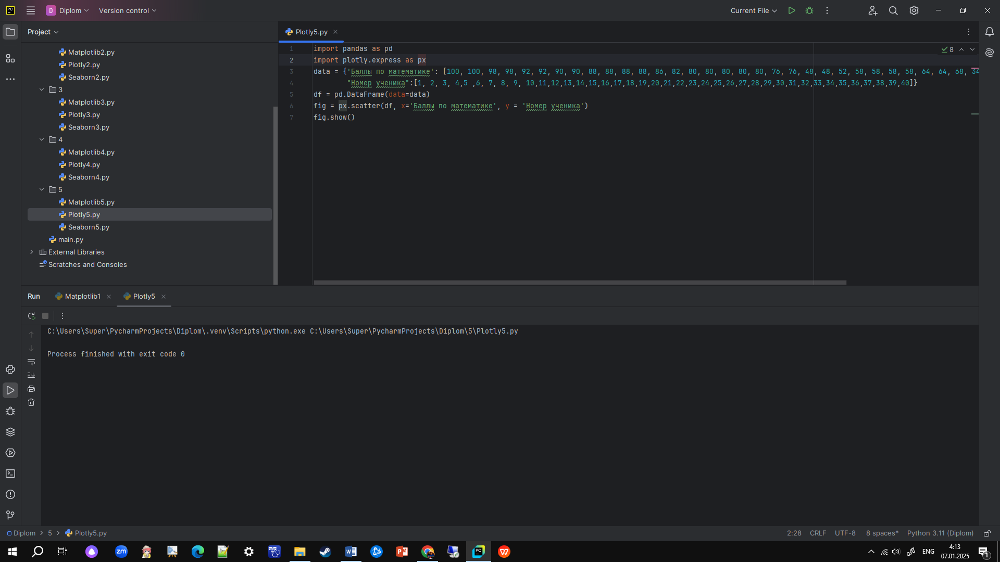 PC
D Diplom
Version control
Current File
Project
Matplotlib2.py
Plotly2.py
Seaborn2.py
3
Matplotlib3.py
Plotly3.py
Seaborn3.py
4
Matplotlib4.py
Plotly4.py
Seaborn4.py
5
Matplotlib5.py
Plotly5.py
Seaborn5.py
main.py
External Libraries
Scratches and Consoles
Plotly5.py
8
1 import pandas as pd
2 import plotly.express as px
3 data = {'Баллы по математике': [100, 100, 98, 98, 92, 92, 90, 90, 88, 88, 88, 88, 86, 82, 80, 80, 80, 80, 80, 76, 76, 48, 48, 52, 58, 58, 58, 58, 64, 64, 68, 34
4 "Номер ученика":[1, 2, 3, 4,5 ,6, 7, 8, 9, 10,11,12,13,14,15,16,17,18,19,20,21,22,23,24,25,26,27,28,29,30,31,32,33,34,35,36,37,38,39,40]}
5 df = pd.DataFrame(data=data)
6 fig = px.scatter(df, x='Баллы по математике', y = 'Номер ученика')
7 fig.show()
Run
Matplotlib1
Plotly5
C:\Users\Super\PycharmProjects\Diplom\.venv\Scripts\python.exe C:\Users\Super\PycharmProjects\Diplom\5\Plotly5.py
Process finished with exit code 0
Diplom > 5 > Plotly5.py
2:28
CRLF
UTF-8
8 spaces*
Python 3.11 (Diplom)
zm
W
P
PC
W
ENG
4:13
07.01.2025
1